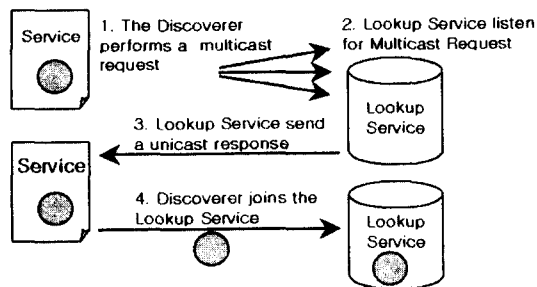 Service
1. The Discoverer
performs a multicast
request
2. Lookup Service listen
for Multicast Request
Lookup
Service
3. Lookup Service send
a unicast response
Service
4. Discoverer joins the
Lookup Service
Lookup
Service